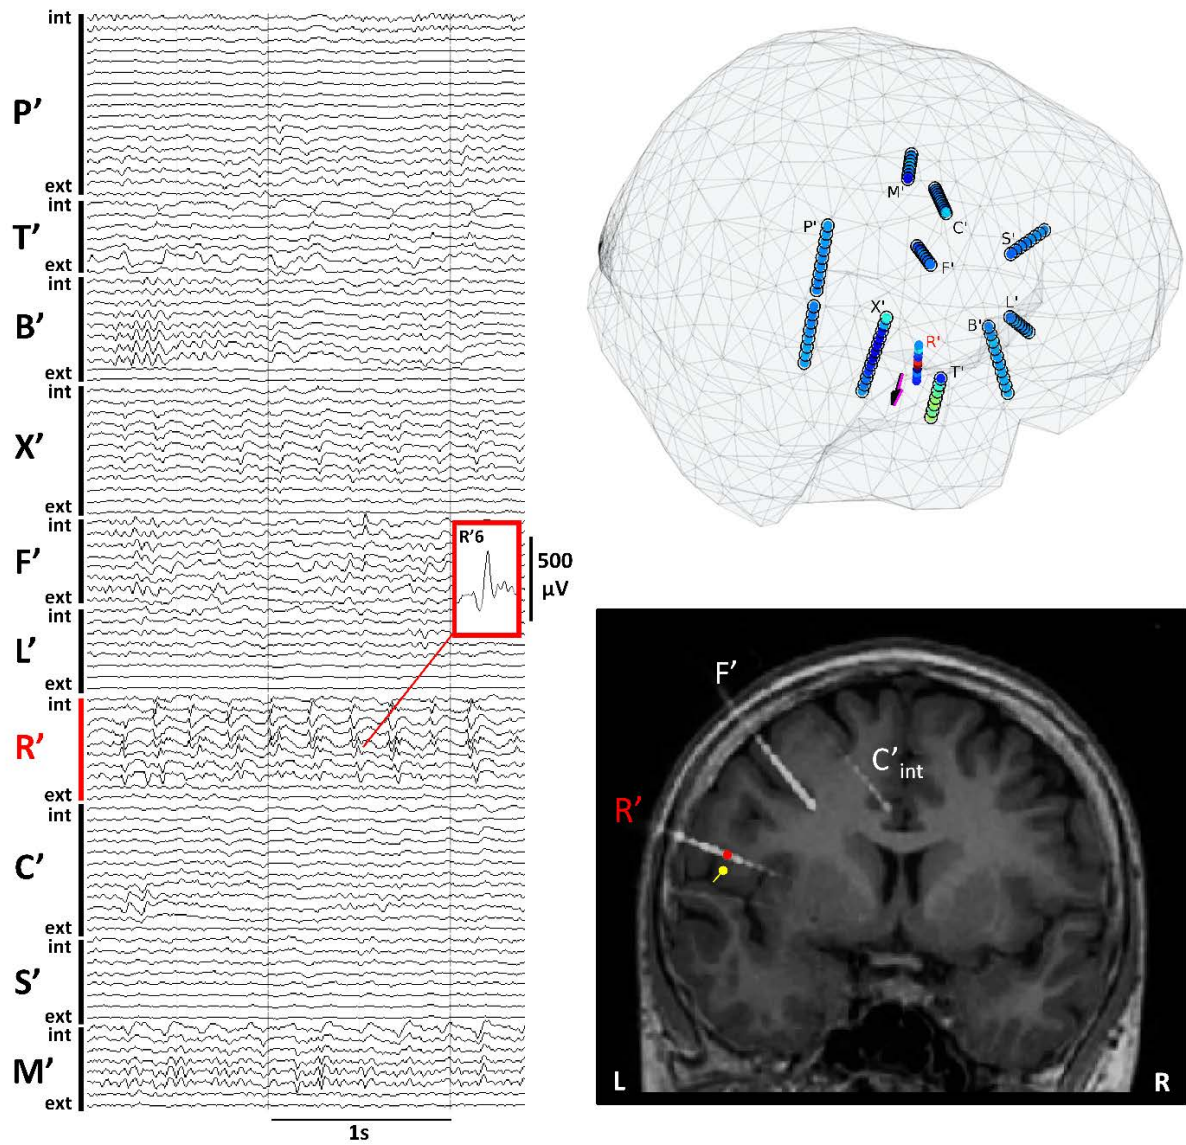 int
P’
ext
int
T’
ext
int
B’
ext
int
X’
ext
int
F’
ext
int
L’
ext
int
R’
ext
int
C’
ext
int
S’
ext
int
M’
ext
1s
R’6
500
µV
M'
C'
P'
S'
F'
X'
L'
B'
R'
T'
F’
C’int
R’
L
R